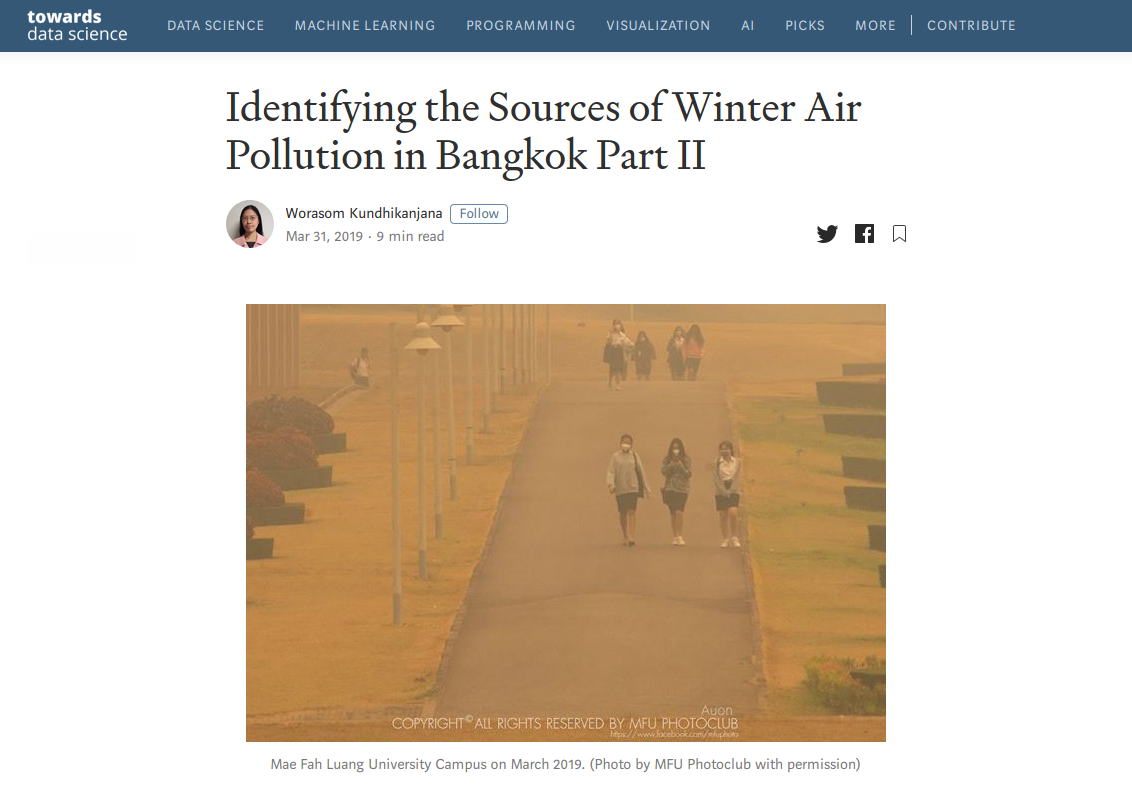 towards
data science
DATA SCIENCE MACHINE LEARNING PROGRAMMING VISUALIZATION AI PICKS MORE CONTRIBUTE
Identifying the Sources of Winter Air
Pollution in Bangkok Part II
Worasom Kundhikanjana Follow
Mar 31, 2019 · 9 min read
Auon
COPYRIGHT © ALL RIGHTS RESERVED BY MFU PHOTOCLUB
https://www.facebook.com/mfuphoto
Mae Fah Luang University Campus on March 2019. (Photo by MFU Photoclub with permission)